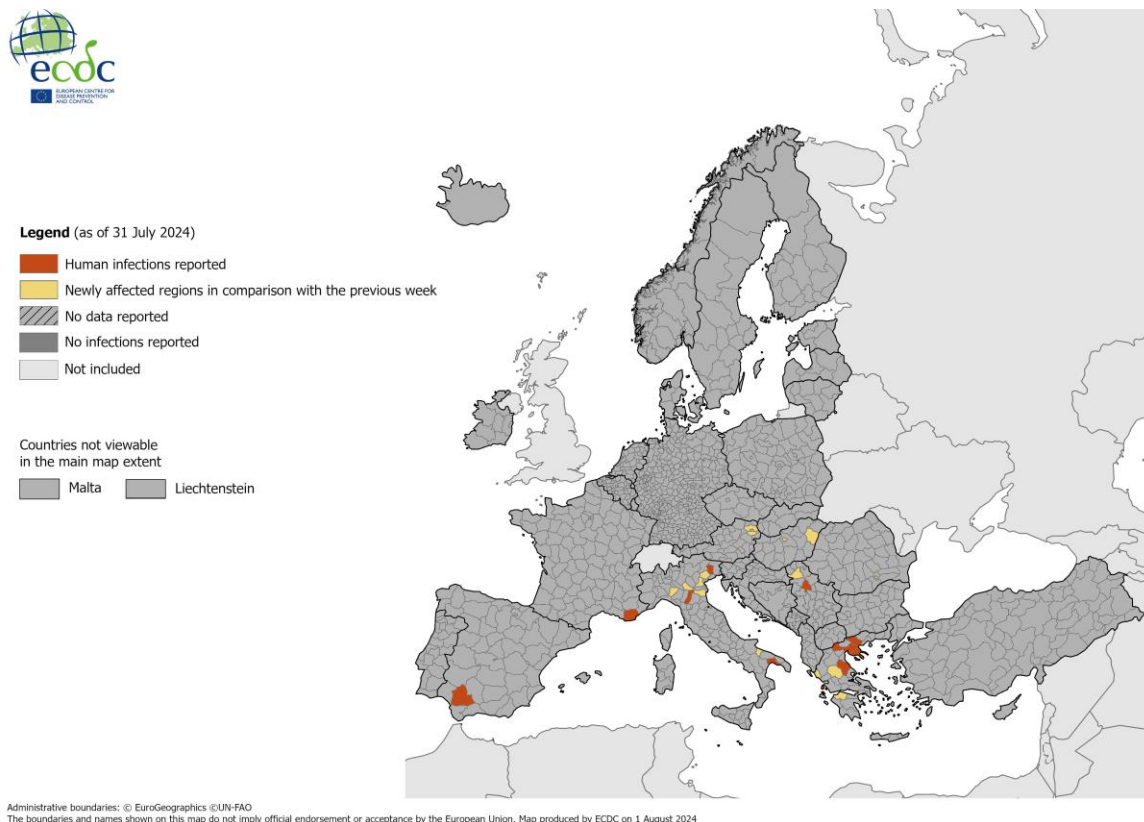 ecdc
EUROPEAN CENTRE FOR
DISEASE PREVENTION
AND CONTROL
Legend (as of 31 July 2024)
Human infections reported
Newly affected regions in comparison with the previous week
No data reported
No infections reported
Not included
Countries not viewable
in the main map extent
Malta
Liechtenstein
Administrative boundaries: © EuroGeographics ©UN-FAO
The boundaries and names shown on this map do not imply official endorsement or acceptance by the European Union. Map produced by ECDC on 1 August 2024